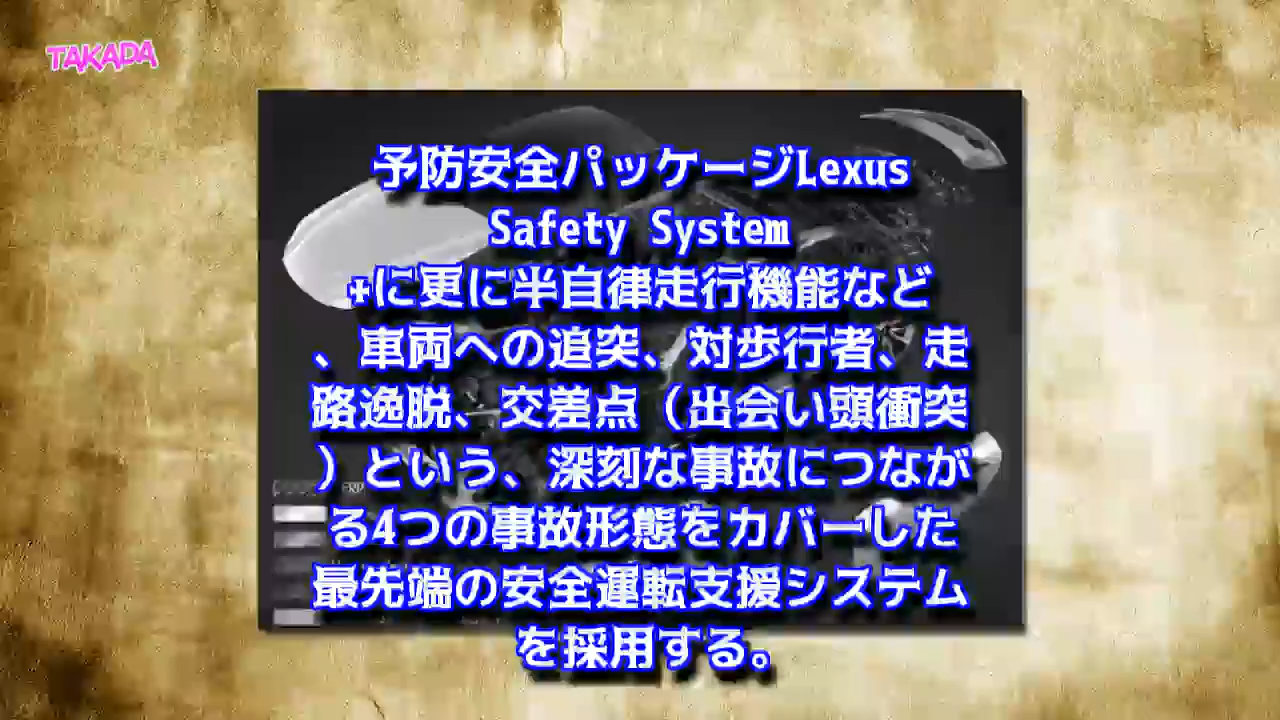 TAKADA
予防安全パッケージLexus
Safety System
+に更に半自律走行機能など
、車両への追突、対歩行者、走
路逸脱、交差点（出会い頭衝突
）という、深刻な事故につなが
る4つの事故形態をカバーした
最先端の安全運転支援システム
を採用する。